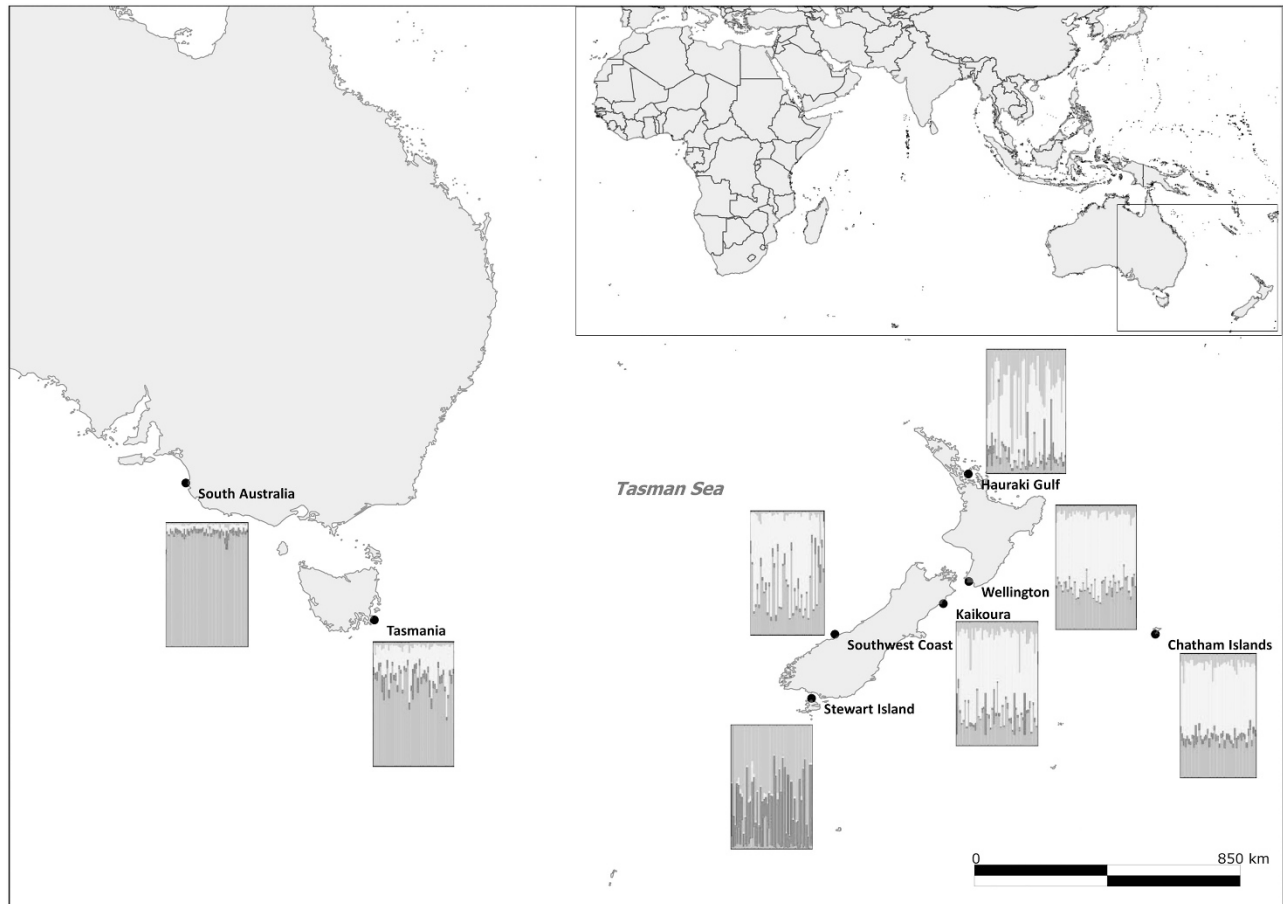 South Australia
Tasmania
Tasman Sea
Hauraki Gulf
Wellington
Kaikoura
Southwest Coast
Chatham Islands
Stewart Island
0 850 km